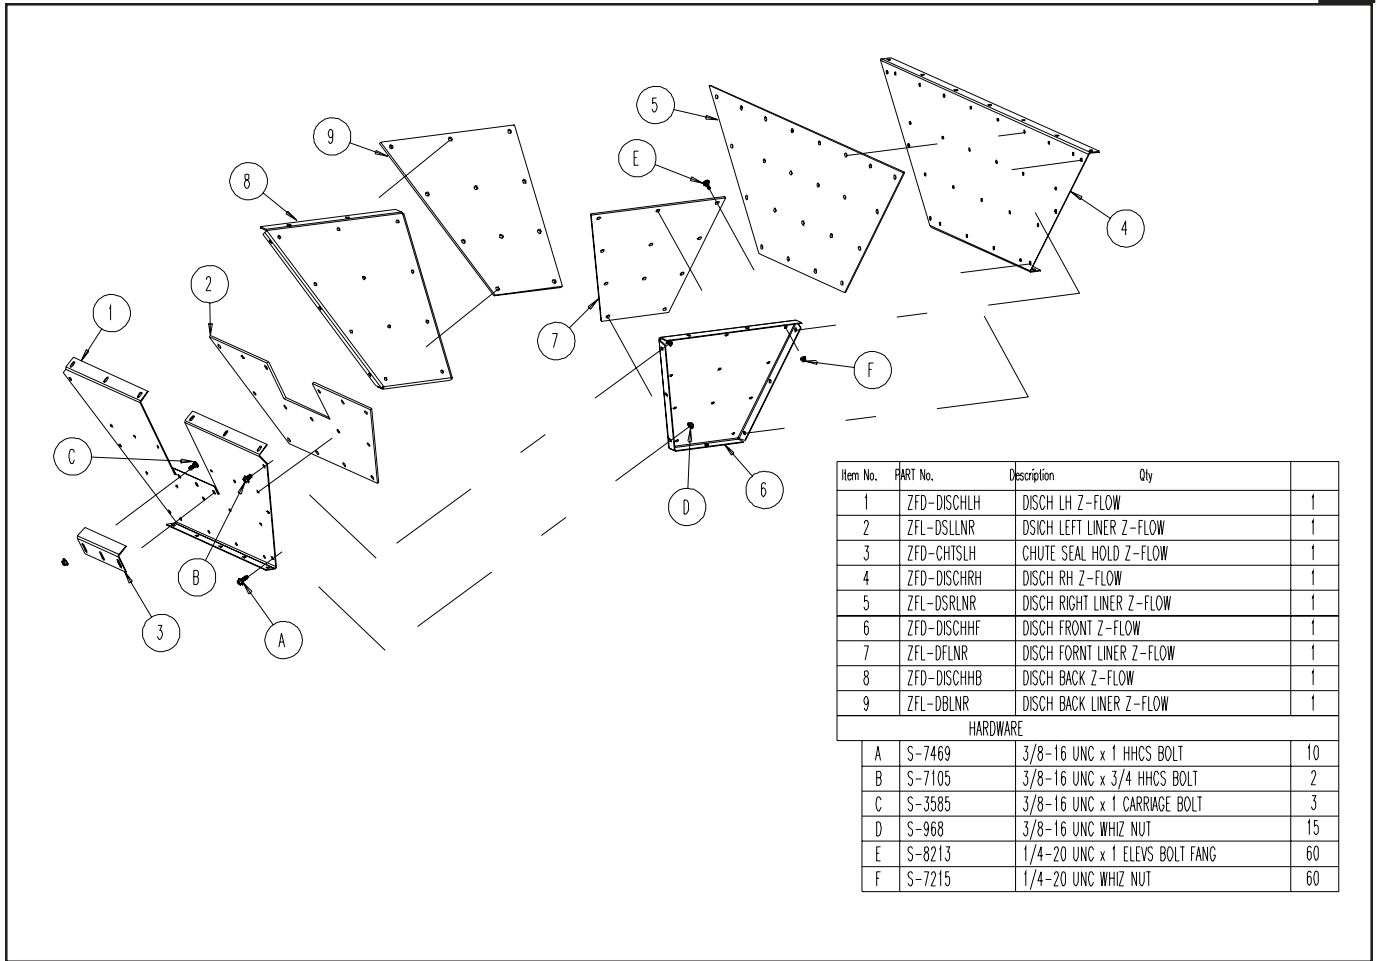 5
9
E
8
4
2
1
7
F
C
6
D
B
3
A
Item No. PART No. Description Qty
1 ZFD-DISCHLH DISCH LH Z-FLOW 1
2 ZFL-DSLLNR DSICH LEFT LINER Z-FLOW 1
3 ZFD-CHTSLH CHUTE SEAL HOLD Z-FLOW 1
4 ZFD-DISCHRH DISCH RH Z-FLOW 1
5 ZFL-DSRLNR DISCH RIGHT LINER Z-FLOW 1
6 ZFD-DISCHHF DISCH FRONT Z-FLOW 1
7 ZFL-DFLNR DISCH FORNT LINER Z-FLOW 1
8 ZFD-DISCHHB DISCH BACK Z-FLOW 1
9 ZFL-DBLNR DISCH BACK LINER Z-FLOW 1
HARDWARE
A S-7469 3/8-16 UNC x 1 HHCS BOLT 10
B S-7105 3/8-16 UNC x 3/4 HHCS BOLT 2
C S-3585 3/8-16 UNC x 1 CARRIAGE BOLT 3
D S-968 3/8-16 UNC WHIZ NUT 15
E S-8213 1/4-20 UNC x 1 ELEVS BOLT FANG 60
F S-7215 1/4-20 UNC WHIZ NUT 60